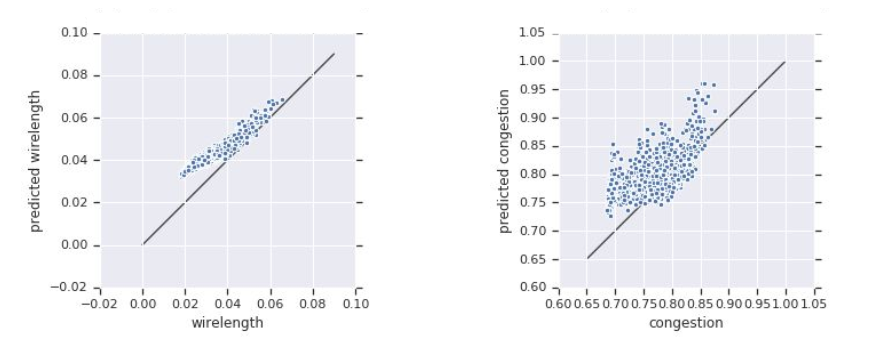 0.10
0.08
0.06
0.04
0.02
0.00
−0.02
predicted wirelength
−0.02 0.00 0.02 0.04 0.06 0.08 0.10
wirelength
1.05
1.00
0.95
0.90
0.85
0.80
0.75
0.70
0.65
0.60
predicted congestion
0.60 0.65 0.70 0.75 0.80 0.85 0.90 0.95 1.00 1.05
congestion